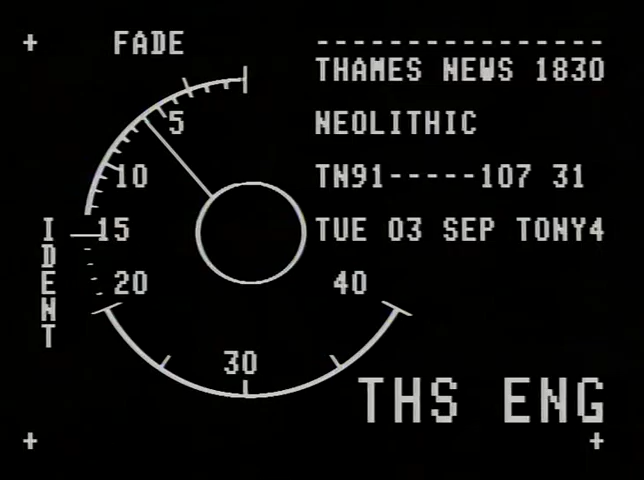 FADE
----------------
THAMES NEWS 1830
5
NEOLITHIC
10
TN91-----107 31
IDENT
15
TUE 03 SEP TONY4
20
40
30
THS ENG